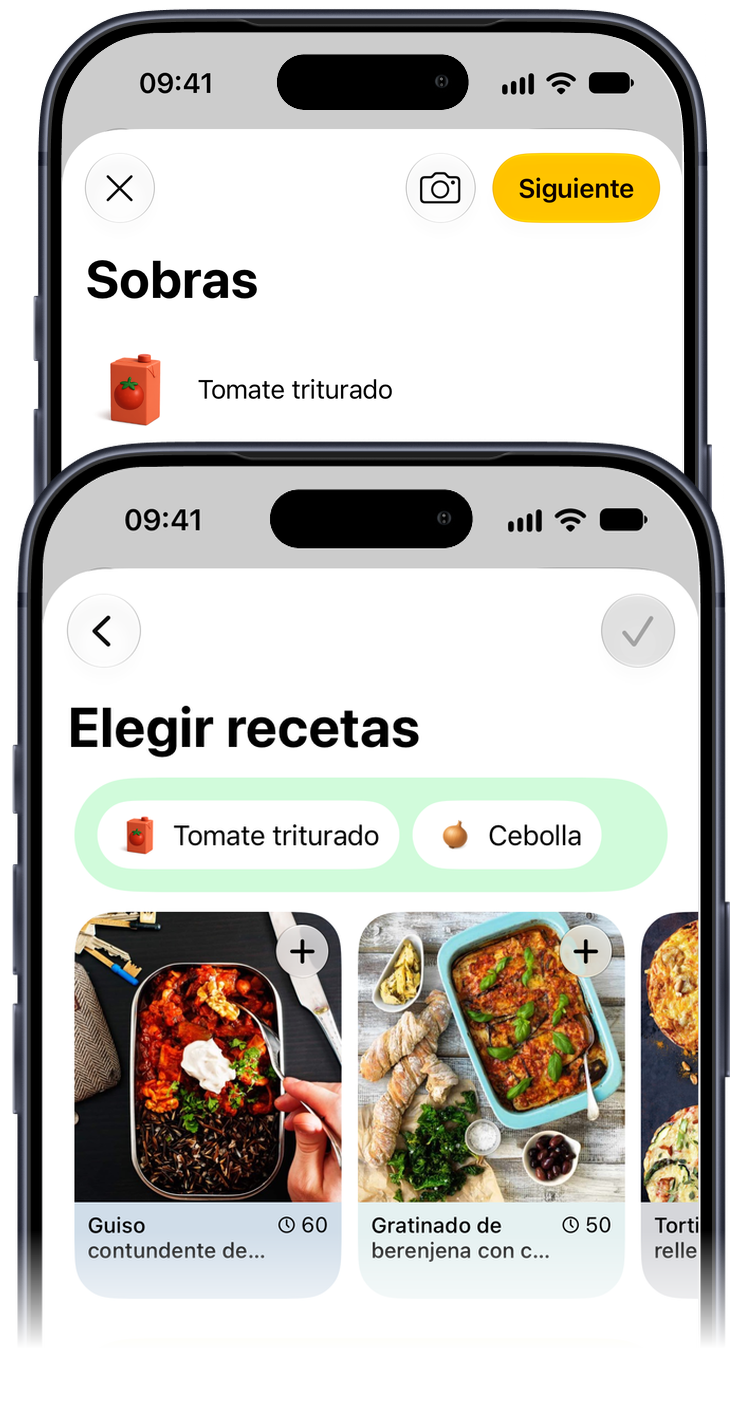 09:41
Siguiente
Sobras
Tomate triturado
09:41
Elegir recetas
Tomate triturado
Cebolla
Guiso
60
contundente de...
Gratinado de
50
berenjena con c...
Torti
relle